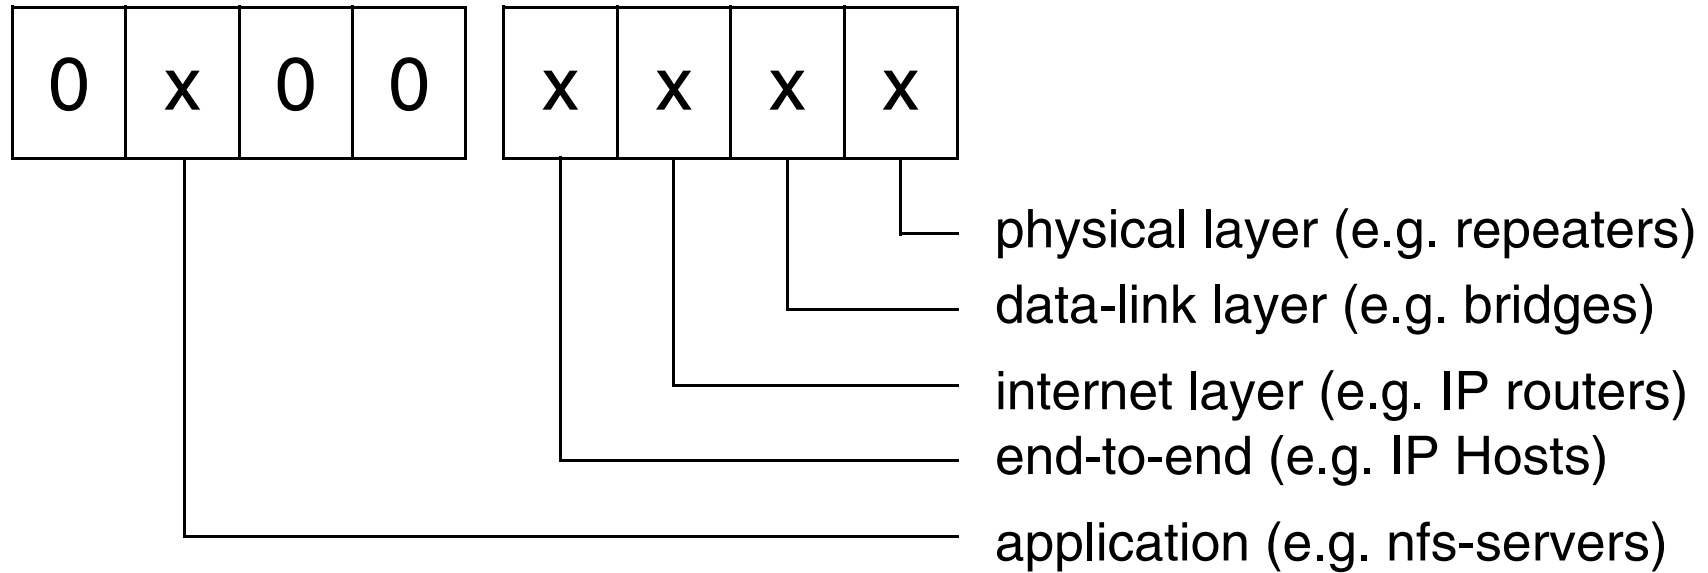 0 x 0 0 x x x x
physical layer (e.g. repeaters)
data-link layer (e.g. bridges)
internet layer (e.g. IP routers)
end-to-end (e.g. IP Hosts)
application (e.g. nfs-servers)